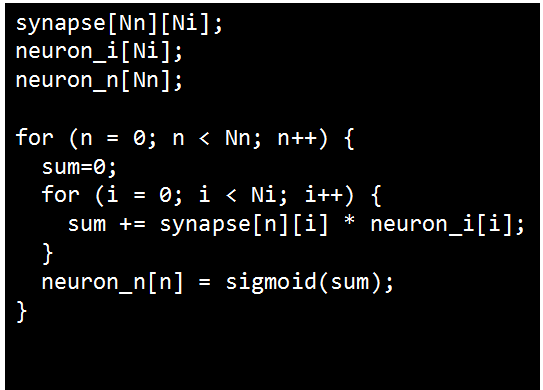 synapse[Nn][Ni];
neuron_i[Ni];
neuron_n[Nn];
for (n = 0; n < Nn; n++) {
sum=0;
for (i = 0; i < Ni; i++) {
sum += synapse[n][i] * neuron_i[i];
}
neuron_n[n] = sigmoid(sum);
}